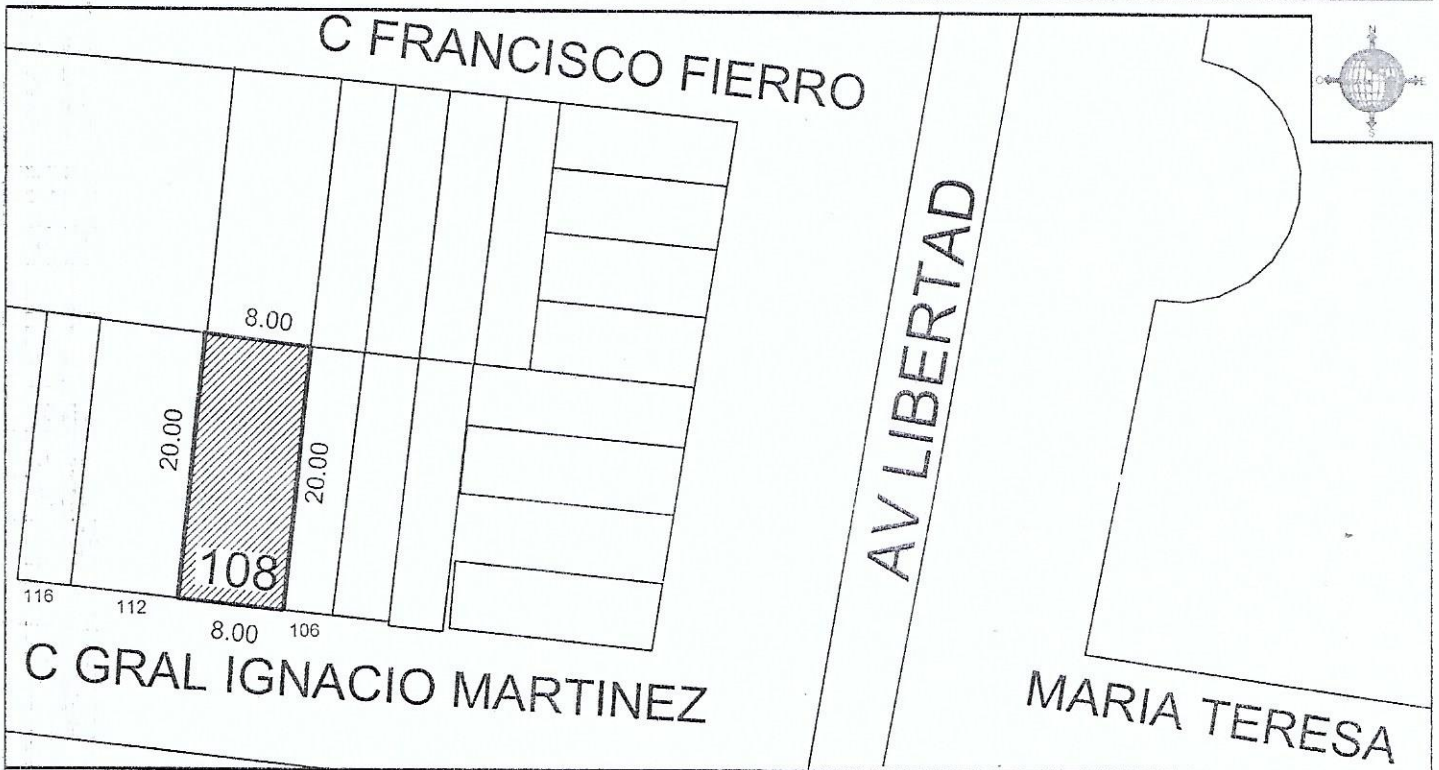 C FRANCISCO FIERRO
N
O
E
S
AV LIBERTAD
8.00
20.00
20.00
108
116
112
8.00
106
C GRAL IGNACIO MARTINEZ
MARIA TERESA